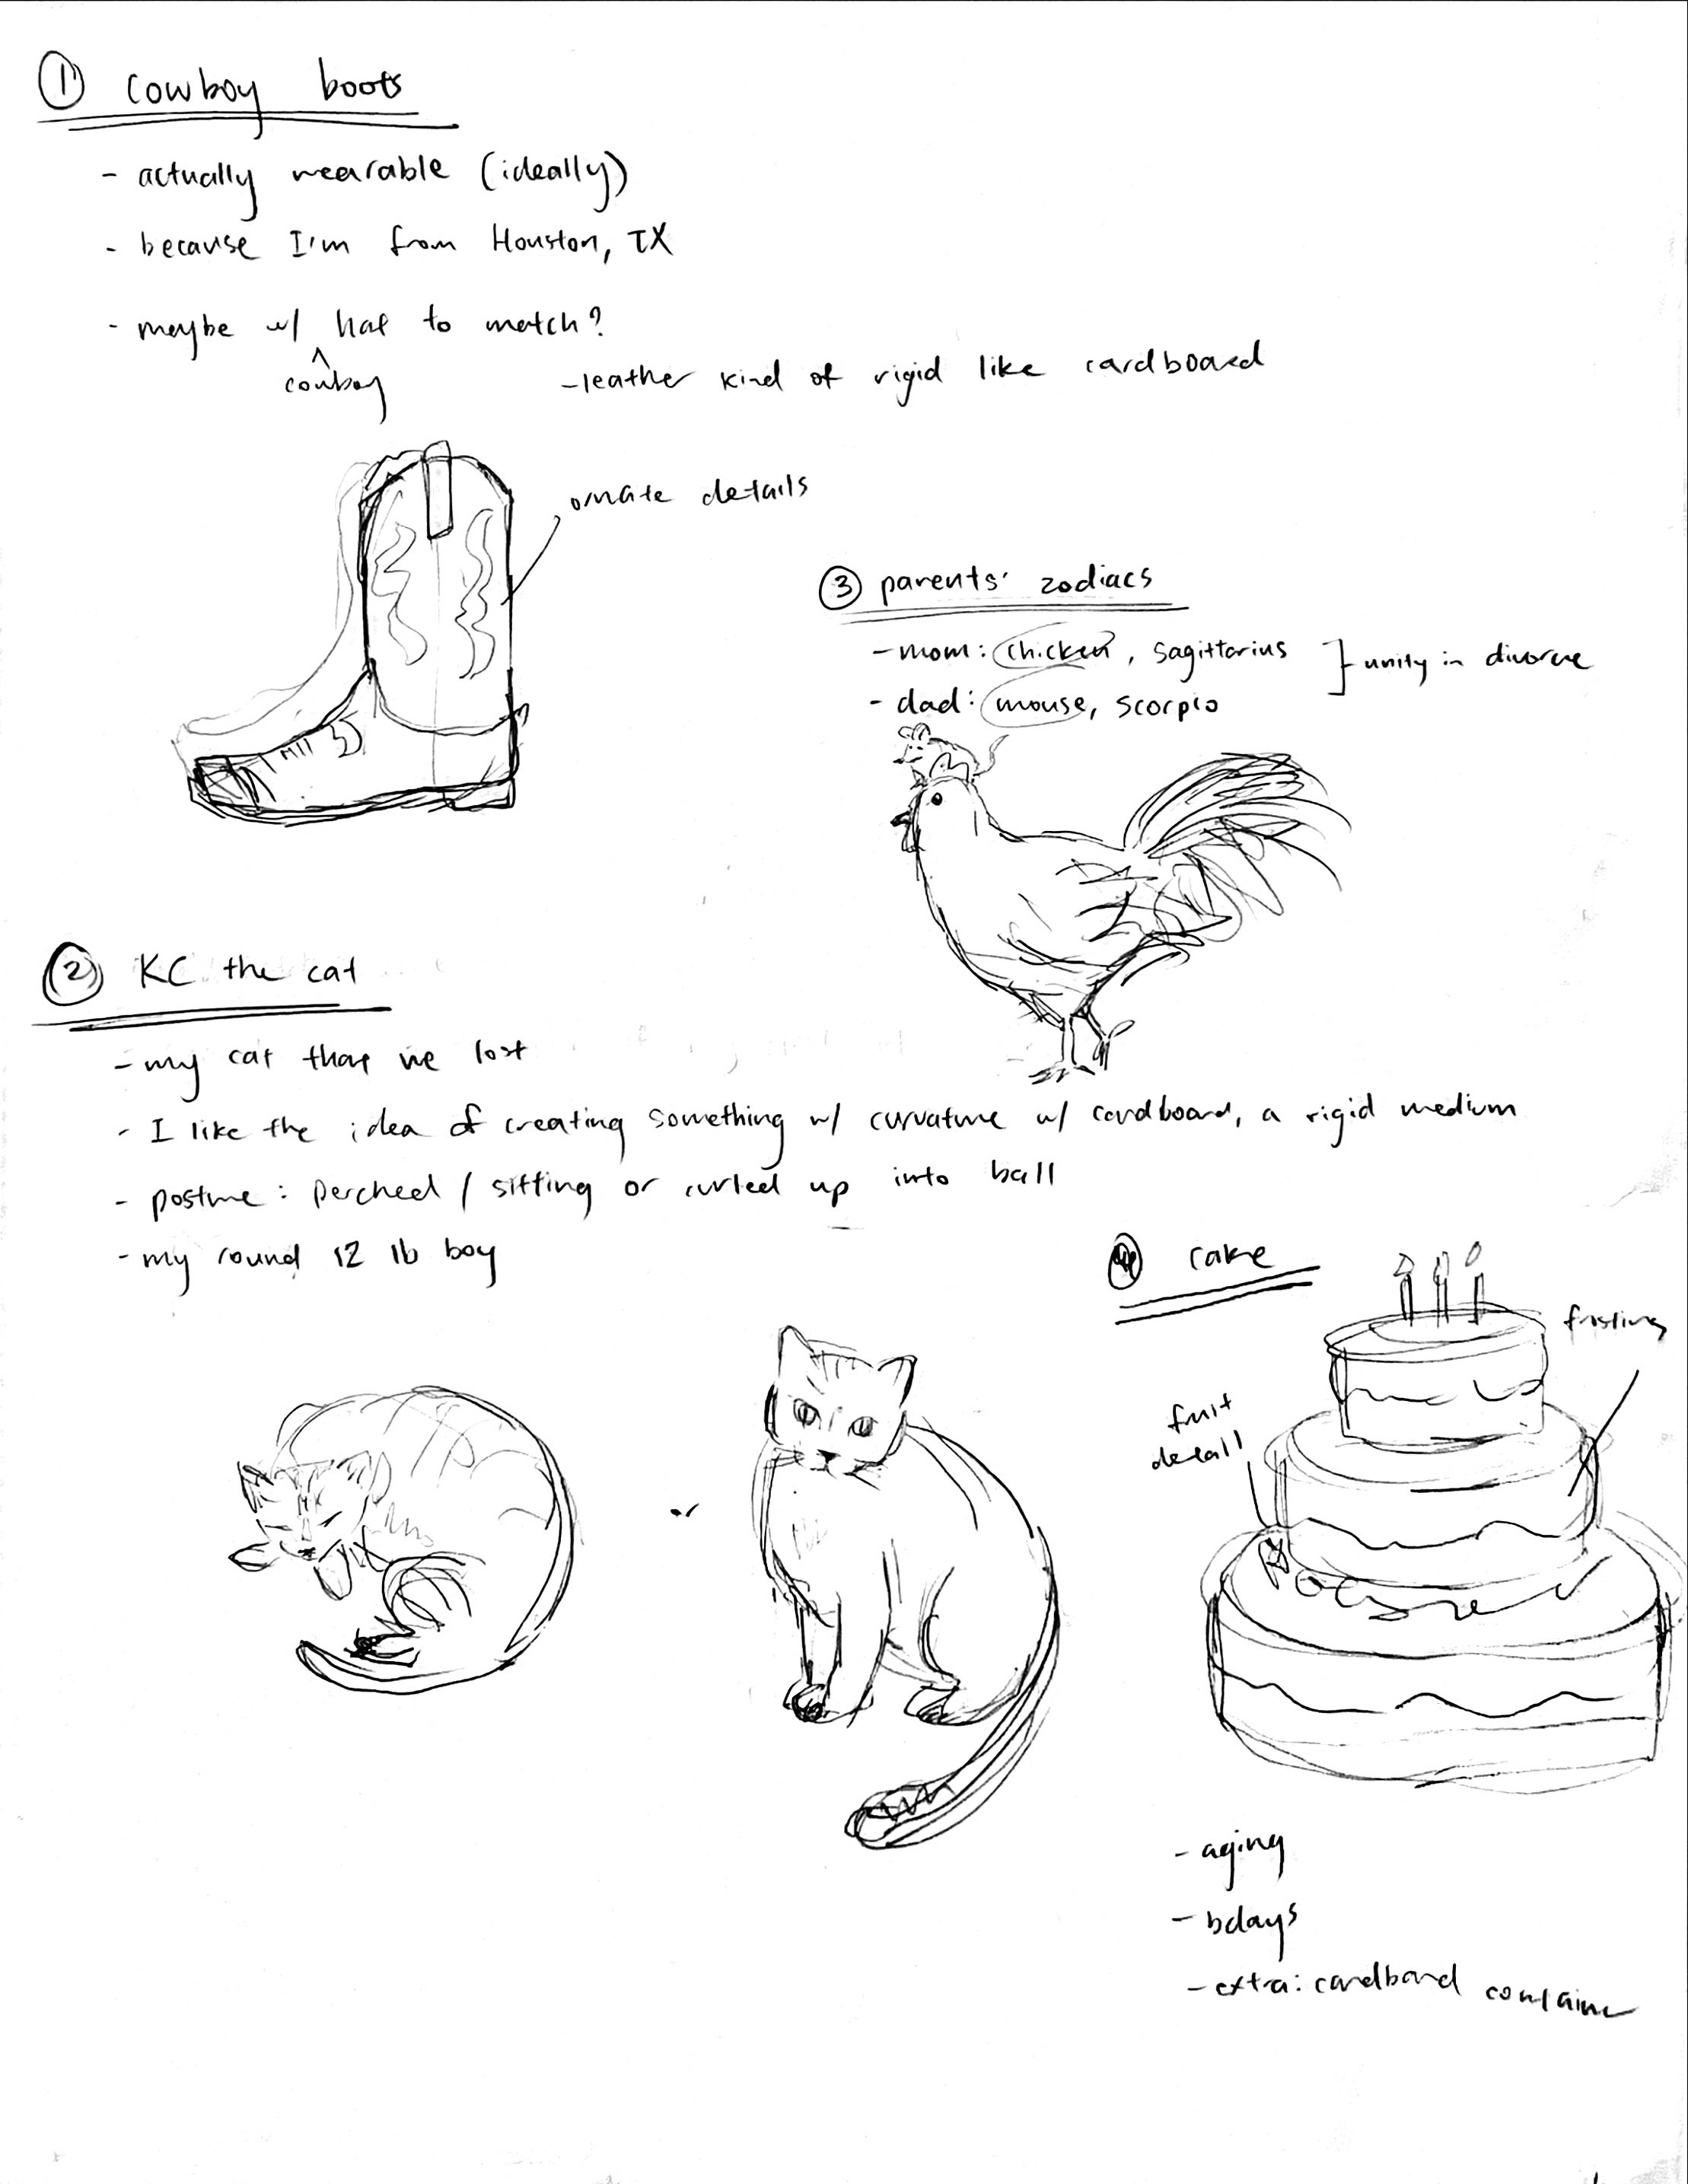 ① cowboy boots
- actually wearable (ideally)
- because I'm from Houston, TX
- maybe w/ hat to match?
^
cowboy
- leather kind of rigid like cardboard
ornate details
② KC the cat
- my cat that we lost
- I like the idea of creating something w/ curvature w/ cardboard, a rigid medium
- posture: perched / sitting or curled up into ball
- my round 12 lb boy
or
③ parents' zodiacs
- mom: chicken, sagittarius
- dad: mouse, scorpio
} unity in divorce
④ cake
frosting
fruit
detail
- aging
- bdays
- extra: cardboard container